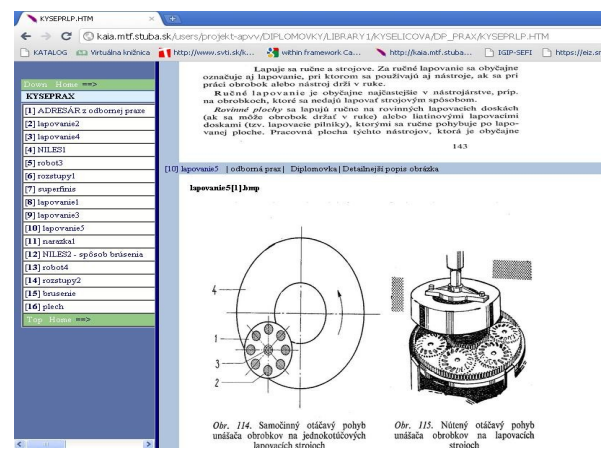 KYSEPRLP.HTM
kaia.mtf.stuba.sk/users/projekt-apvv/DIPLOMOVKY/LIBRARY1/KYSELICOVA/DP_PRAX/KYSEPRLP.HTM
KATALOG Virtuálna knižnica http://www.svti.sk/k... within framework Ca... http://kaia.mtf.stuba... IGIP-SEFI https://eiz.sr
Down Home ==>
KYSEPRAX
[1] ADRESÁR z odbornej praxe
[2] lapovanie2
[3] lapovanie4
[4] NILES1
[5] robot3
[6] rozstupy1
[7] superfinis
[8] lapovanie1
[9] lapovanie3
[10] lapovanie5
[11] narazka1
[12] NILES2 - spôsob brúsenia
[13] robot4
[14] rozstupy2
[15] brusenie
[16] plech
Top Home ==>
Lapuje sa ručne a strojove. Za ručné lapovanie sa obyčajne
označuje aj lapovanie, pri ktorom sa používajú aj nástroje, ak sa pri
práci obrobok alebo nástroj drží v ruke.
Ručné lapovanie je obyčajne najčastejšie v nástrojárstve, príp.
na obrobkoch, ktoré sa nedajú lapovať strojovým spôsobom.
Rovinné plochy sa lapujú ručne na rovinných lapovacích doskách
(ak sa môže obrobok držať v ruke) alebo liatinovými lapovacími
doskami (tzv. lapovacie pilníky), ktorými sa ručne pohybuje po lapo-
vanej ploche. Pracovná plocha týchto nástrojov, ktorá je obyčajne
143
[10] lapovanie5 | odborná prax | Diplomovka | Detailnejší popis obrázka
lapovanie5[1].bmp
4
1
3
2
Obr. 114. Samočinný otáčavý pohyb
unášača obrobkov na jednokotúčových
lapovacích strojoch
Obr. 115. Nútený otáčavý pohyb
unášača obrobkov na lapovacích
strojoch